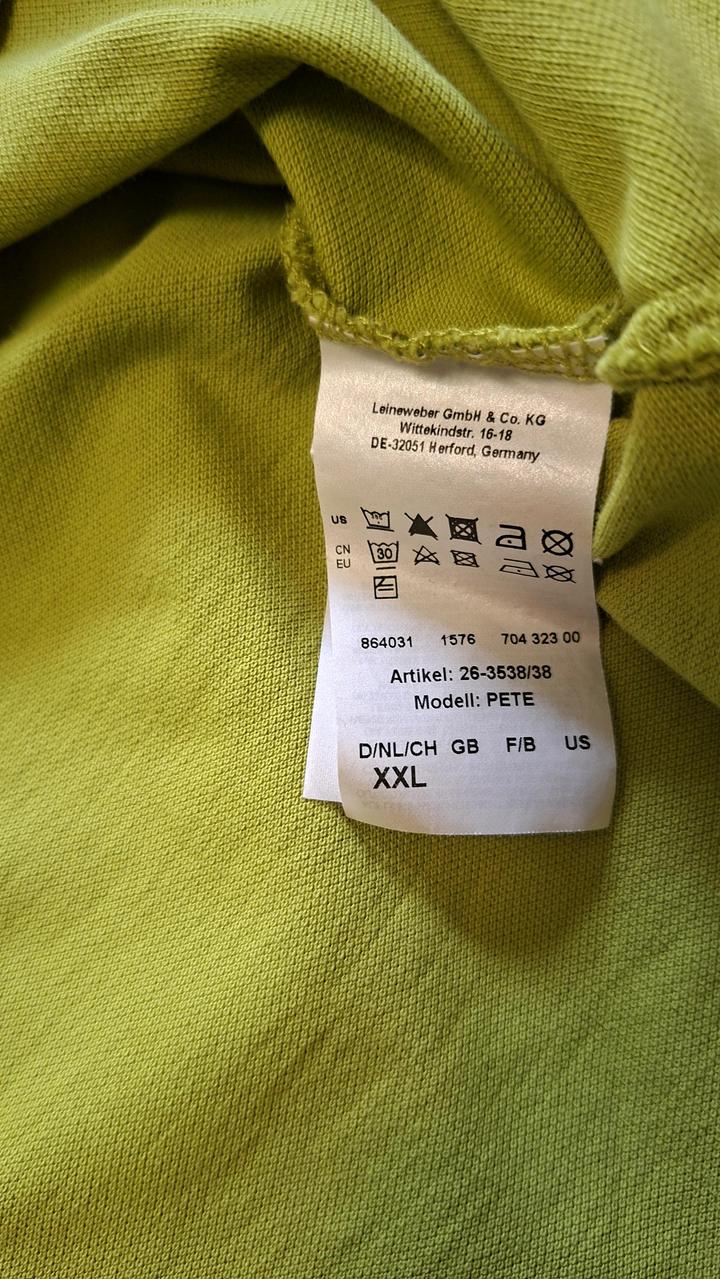 Leineweber GmbH & Co. KG
Wittekindstr. 16-18
DE-32051 Herford, Germany
US
CN
EU
30
864031 1576 704 323 00
Artikel: 26-3538/38
Modell: PETE
D/NL/CH GB F/B US
XXL